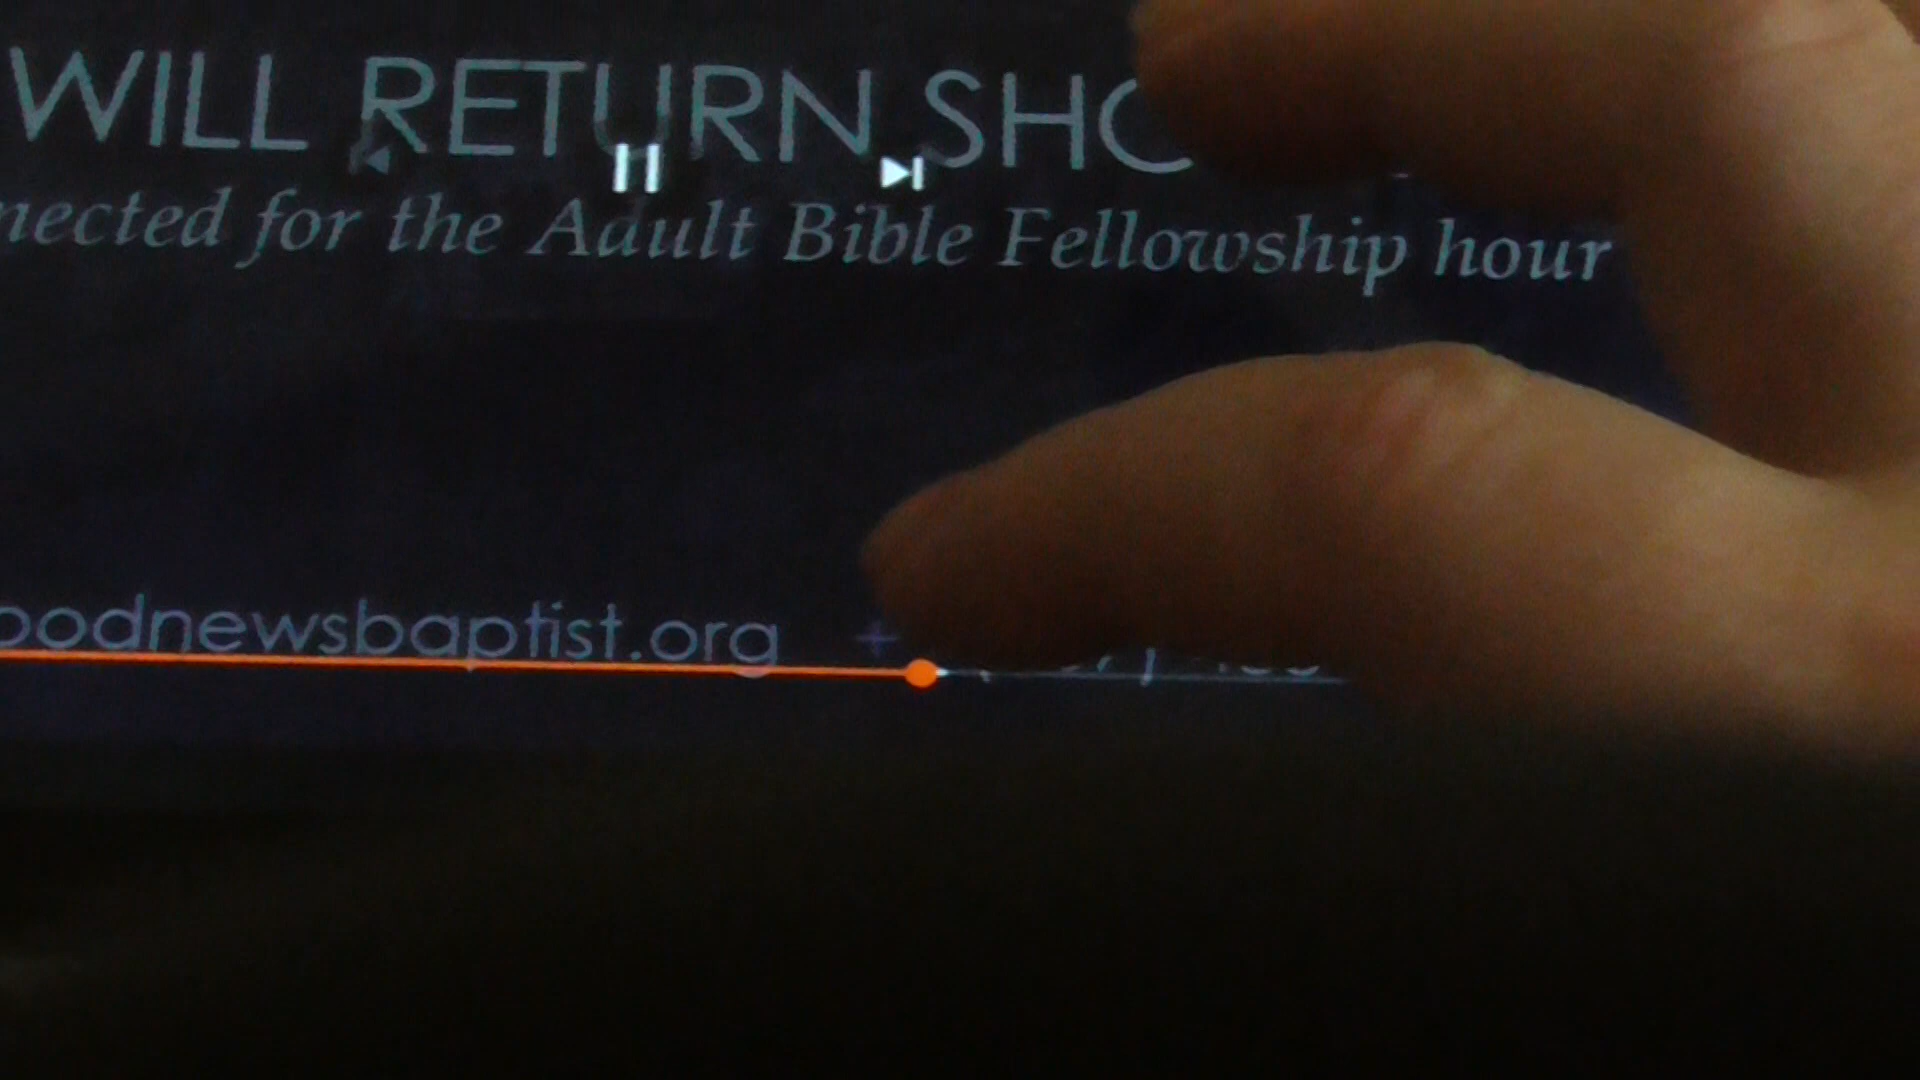 WILL RETURN SHO
nected for the Adult Bible Fellowship hour
oodnewsbaptist.org +